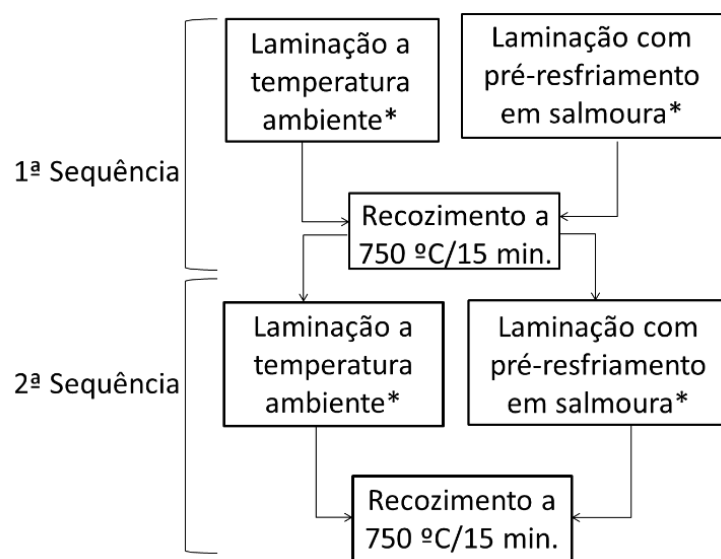 Laminação a
temperatura
ambiente*
Laminação com
pré-resfriamento
em salmoura*
1ª Sequência
Recozimento a
750 ºC/15 min.
Laminação a
temperatura
ambiente*
Laminação com
pré-resfriamento
em salmoura*
2ª Sequência
Recozimento a
750 ºC/15 min.